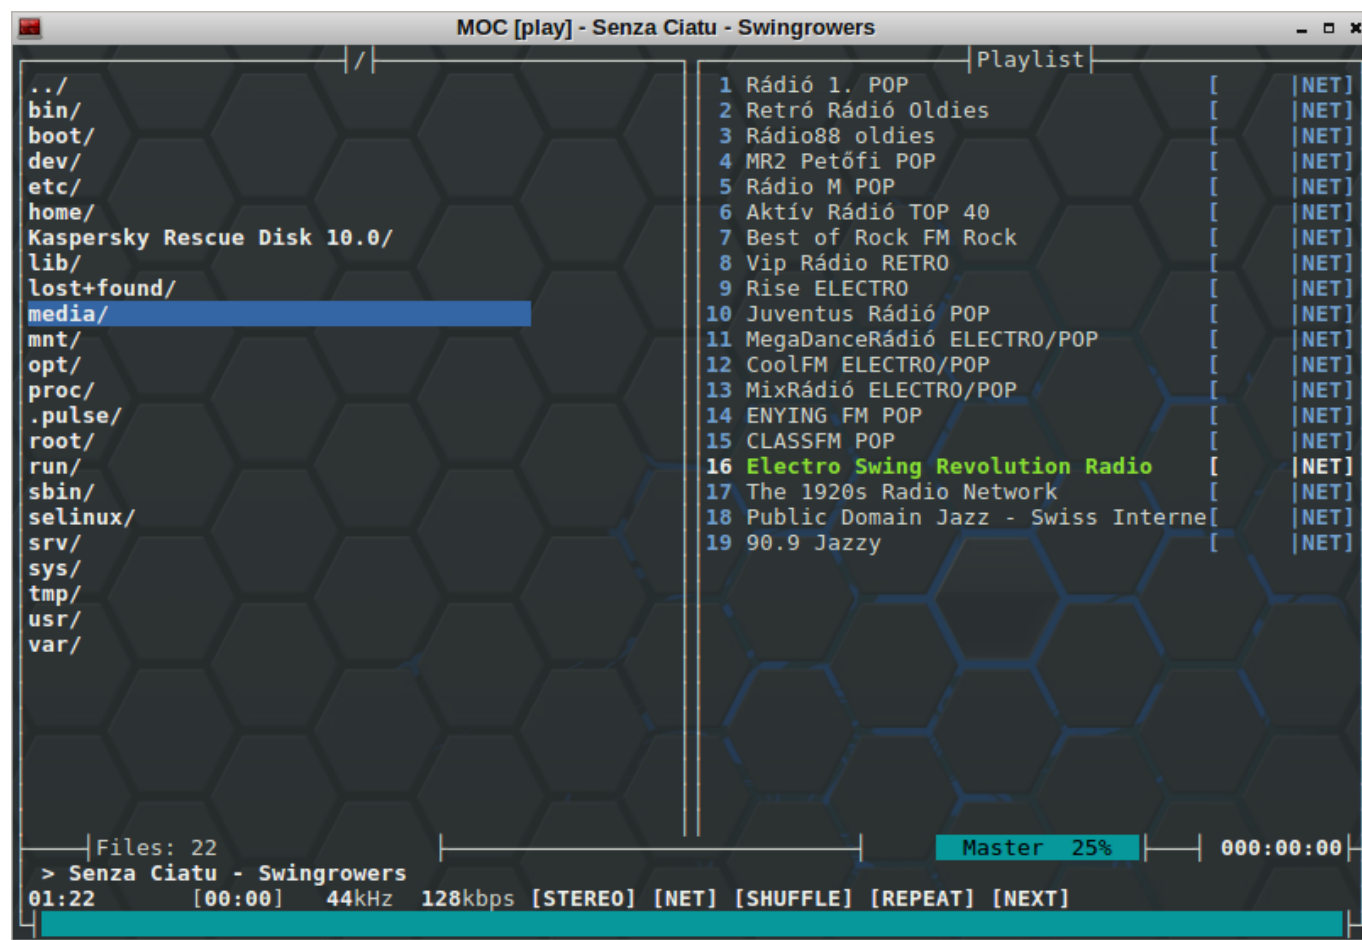 MOC [play] - Senza Ciatu - Swingrowers
/
../
bin/
boot/
dev/
etc/
home/
Kaspersky Rescue Disk 10.0/
lib/
lost+found/
media/
mnt/
opt/
proc/
.pulse/
root/
run/
sbin/
selinux/
srv/
sys/
tmp/
usr/
var/
Playlist
1 Rádió 1. POP [ |NET]
2 Retró Rádió Oldies [ |NET]
3 Rádio88 oldies [ |NET]
4 MR2 Petőfi POP [ |NET]
5 Rádio M POP [ |NET]
6 Aktív Rádió TOP 40 [ |NET]
7 Best of Rock FM Rock [ |NET]
8 Vip Rádio RETRO [ |NET]
9 Rise ELECTRO [ |NET]
10 Juventus Rádió POP [ |NET]
11 MegaDanceRádió ELECTRO/POP [ |NET]
12 CoolFM ELECTRO/POP [ |NET]
13 MixRádió ELECTRO/POP [ |NET]
14 ENYING FM POP [ |NET]
15 CLASSFM POP [ |NET]
16 Electro Swing Revolution Radio [ |NET]
17 The 1920s Radio Network [ |NET]
18 Public Domain Jazz - Swiss Interne[ |NET]
19 90.9 Jazzy [ |NET]
Files: 22 Master 25% 000:00:00
> Senza Ciatu - Swingrowers
01:22 [00:00] 44kHz 128kbps [STEREO] [NET] [SHUFFLE] [REPEAT] [NEXT]